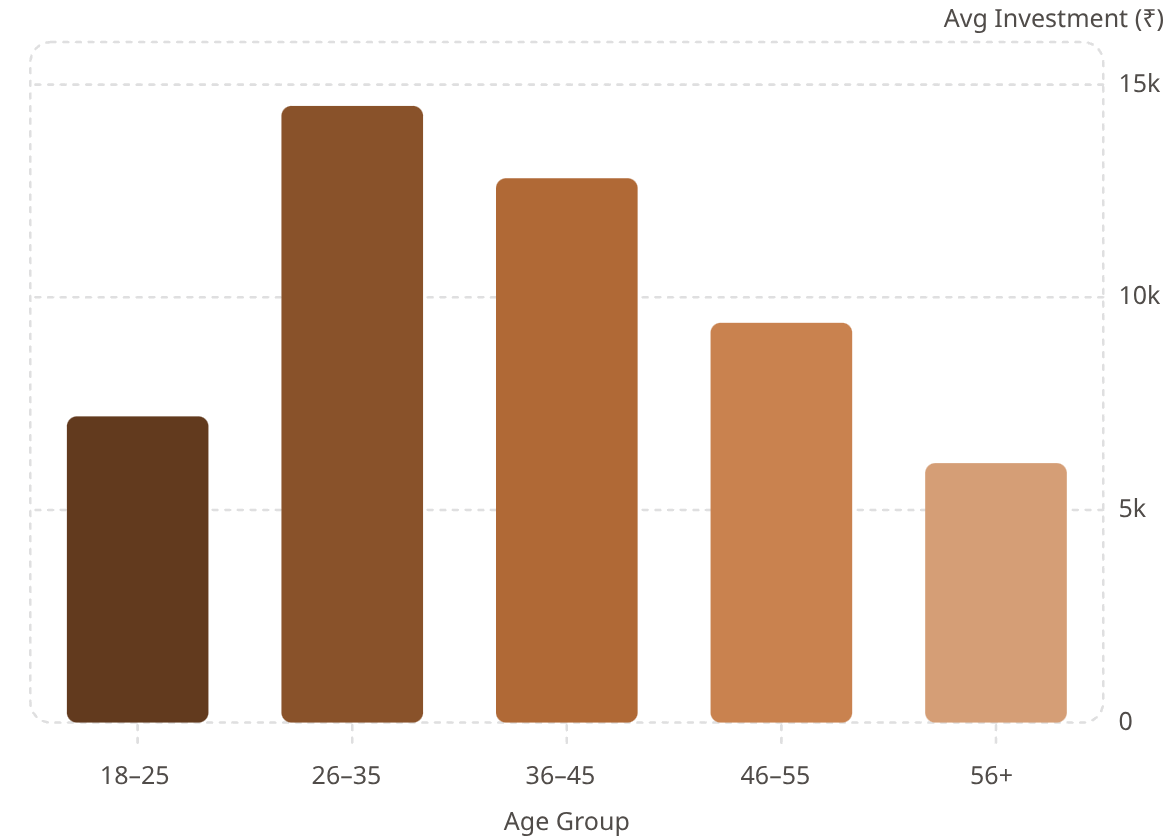 Avg Investment (₹)
15k
10k
5k
0
18–25 26–35 36–45 46–55 56+
Age Group